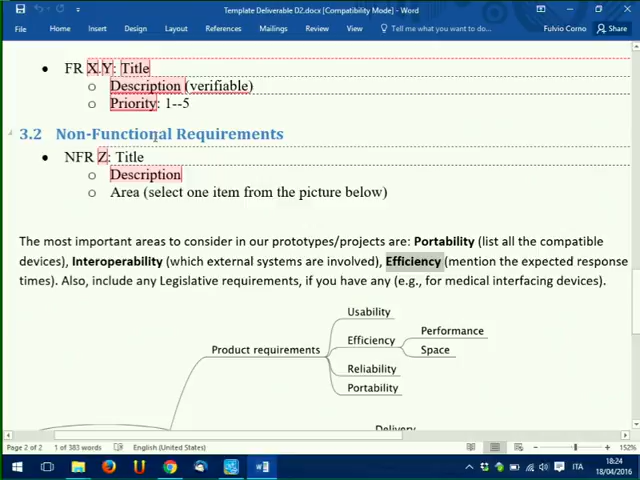 Template Deliverable D2.docx [Compatibility Mode] - Word
File Home Insert Design Layout References Mailings Review View Tell me what you want to do... Fulvio Corno Share
FR X.Y: Title
Description (verifiable)
Priority: 1--5
3.2 Non-Functional Requirements
NFR Z: Title
Description
Area (select one item from the picture below)
The most important areas to consider in our prototypes/projects are: Portability (list all the compatible
devices), Interoperability (which external systems are involved), Efficiency (mention the expected response
times). Also, include any Legislative requirements, if you have any (e.g., for medical interfacing devices).
Usability
Performance
Efficiency
Product requirements
Space
Reliability
Portability
Delivery
Page 2 of 2 1 of 383 words English (United States) 152%
ITA 18:24
18/04/2016